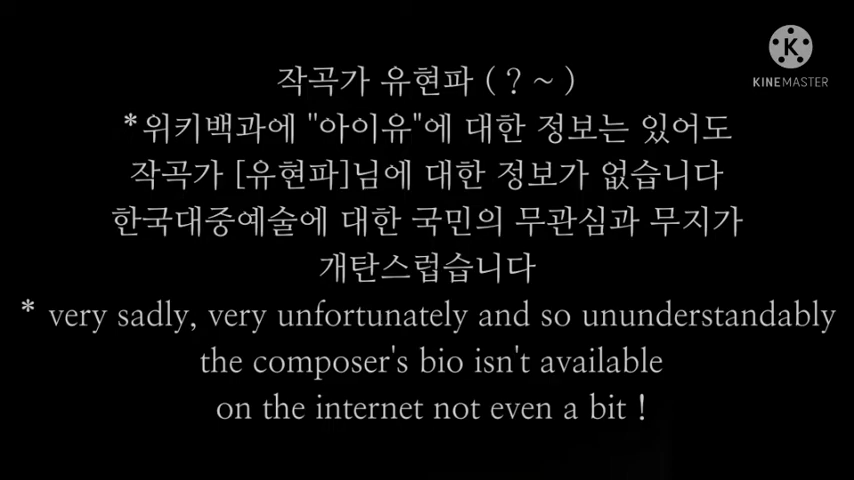 K
KINEMASTER
작곡가 유현파 ( ? ~ )
*위키백과에 "아이유"에 대한 정보는 있어도
작곡가 [유현파]님에 대한 정보가 없습니다
한국대중예술에 대한 국민의 무관심과 무지가
개탄스럽습니다
* very sadly, very unfortunately and so ununderstandably
the composer's bio isn't available
on the internet not even a bit !